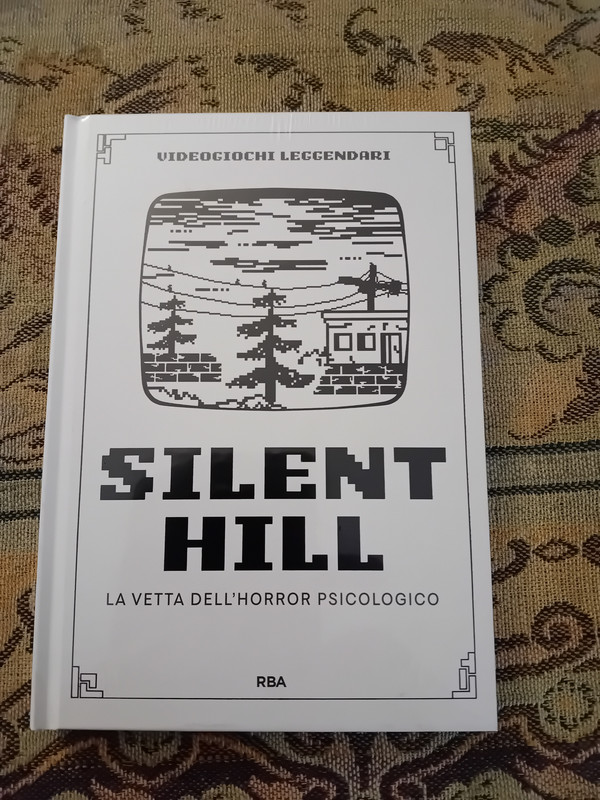 VIDEOGIOCHI LEGGENDARI
SILENT
HILL
LA VETTA DELL'HORROR PSICOLOGICO
RBA